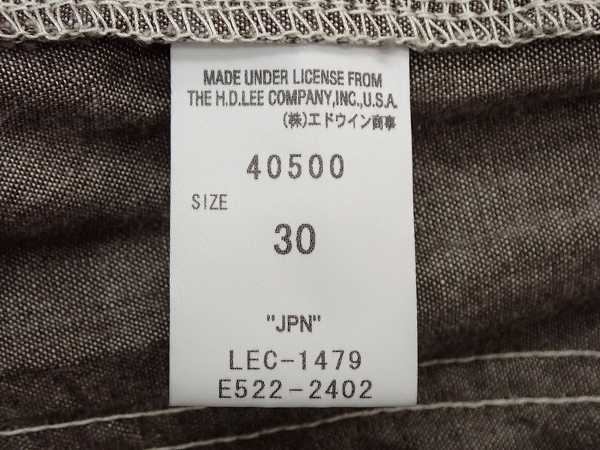 MADE UNDER LICENSE FROM
THE H.D.LEE COMPANY,INC.,U.S.A.
(株)エドウイン商事
40500
SIZE
30
"JPN"
LEC-1479
E522-2402